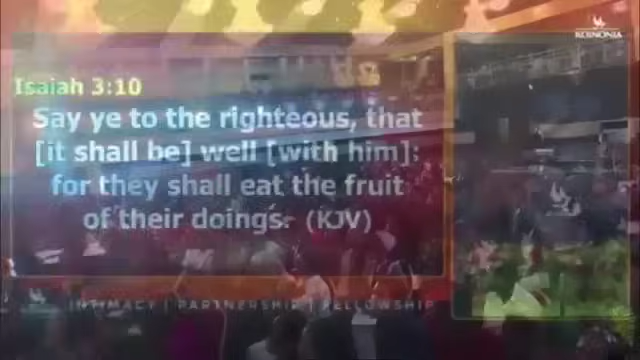 KOINONIA
Isaiah 3:10
Say ye to the righteous, that
[it shall be] well [with him]:
for they shall eat the fruit
of their doings. (KJV)
INTIMACY | PARTNERSHIP | FELLOWSHIP